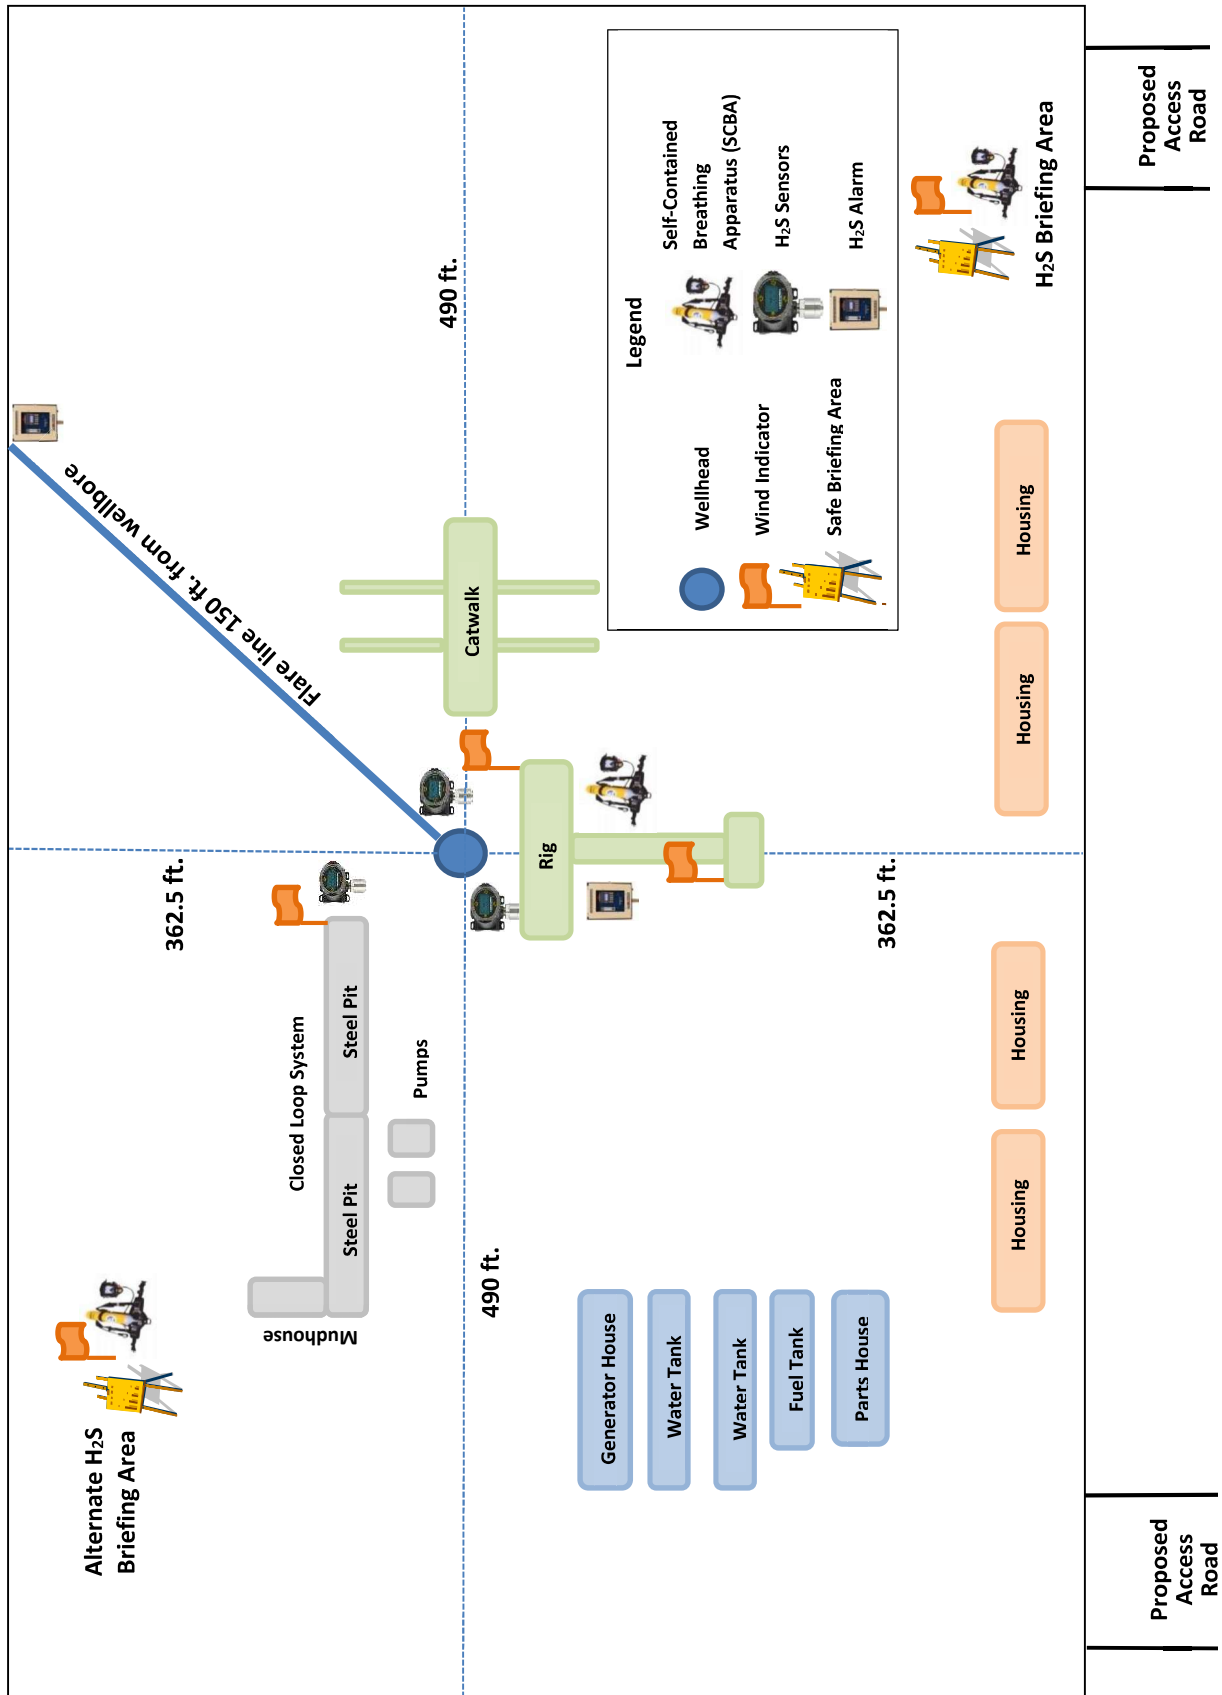 Alternate H₂S
Briefing Area
Mudhouse
Closed Loop System
Steel Pit
Steel Pit
Pumps
362.5 ft.
490 ft.
Flare line 150 ft. from wellbore
490 ft.
Catwalk
Rig
362.5 ft.
Generator House
Water Tank
Water Tank
Fuel Tank
Parts House
Legend
Wellhead
Wind Indicator
Safe Briefing Area
Self-Contained
Breathing
Apparatus (SCBA)
H₂S Sensors
H₂S Alarm
Housing
Housing
Housing
Housing
H₂S Briefing Area
Proposed
Access
Road
Proposed
Access
Road